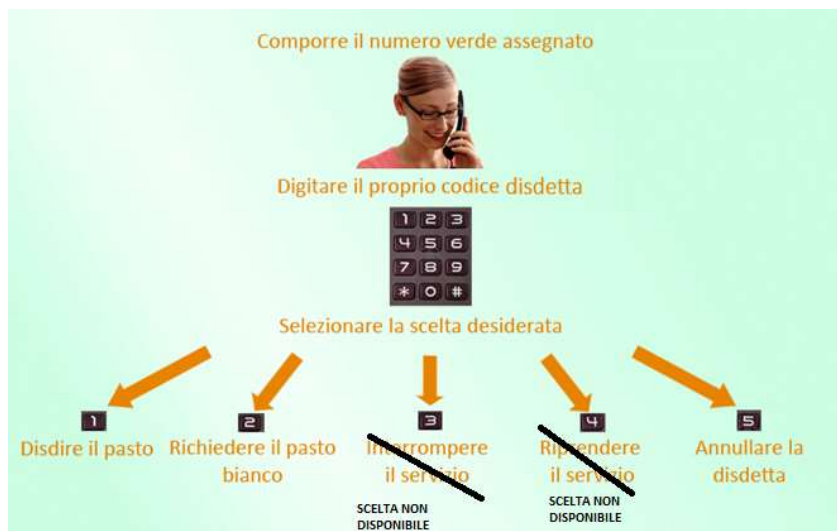 Comporre il numero verde assegnato
Digitare il proprio codice disdetta
1 2 3
4 5 6
7 8 9
* 0 #
Selezionare la scelta desiderata
1
Disdire il pasto
2
Richiedere il pasto
bianco
3
Interrompere
il servizio
SCELTA NON
DISPONIBILE
4
Riprendere
il servizio
SCELTA NON
DISPONIBILE
5
Annullare la
disdetta